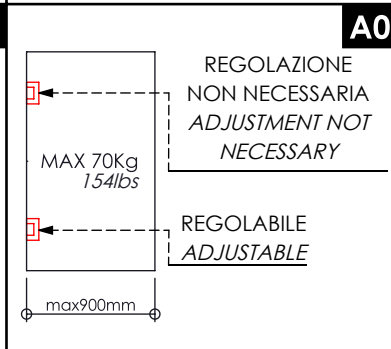 A0
REGOLAZIONE
NON NECESSARIA
ADJUSTMENT NOT
NECESSARY
MAX 70Kg
154lbs
REGOLABILE
ADJUSTABLE
max900mm